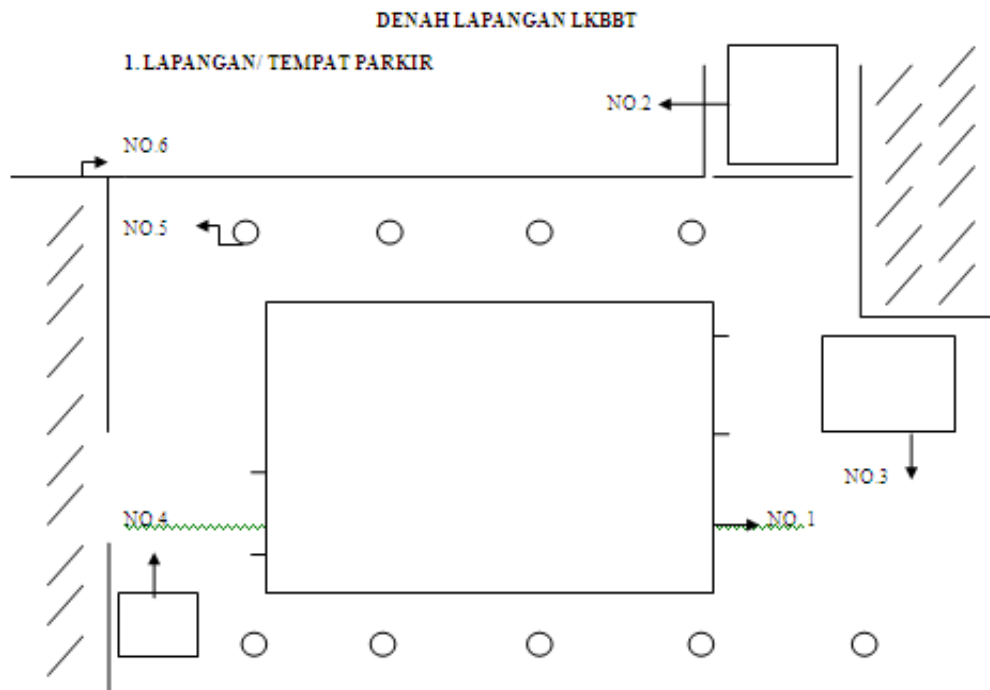 DENAH LAPANGAN LKBBT
1. LAPANGAN/ TEMPAT PARKIR
NO.2
NO.6
NO.5
NO.3
NO.4
NO. 1